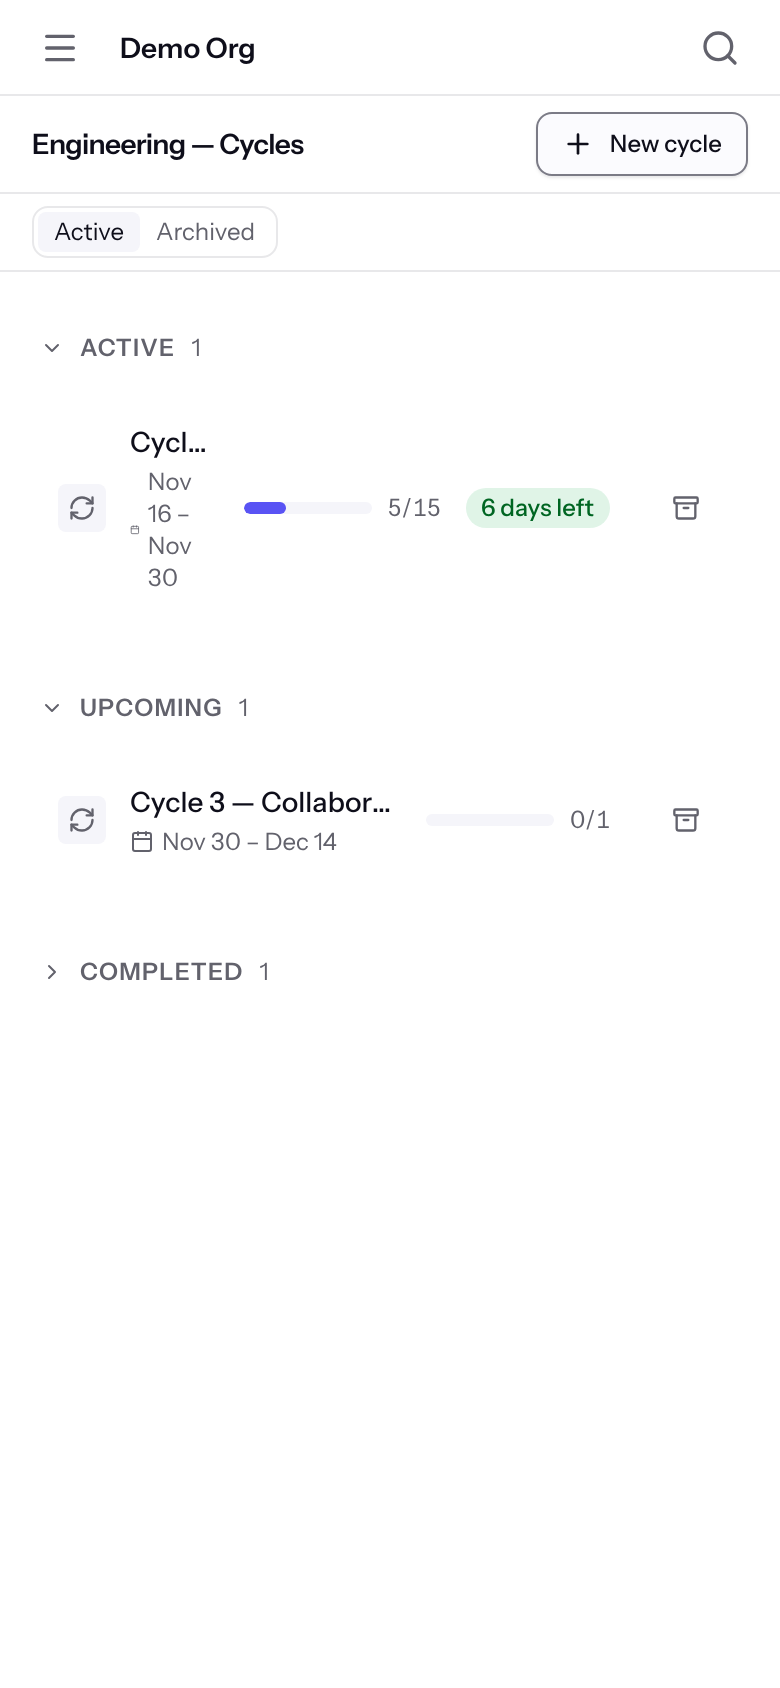 Demo Org
Engineering — Cycles
New cycle
Active
Archived
ACTIVE 1
Cycl...
Nov
16 –
Nov
30
5/15
6 days left
UPCOMING 1
Cycle 3 — Collabor...
Nov 30 – Dec 14
0/1
COMPLETED 1